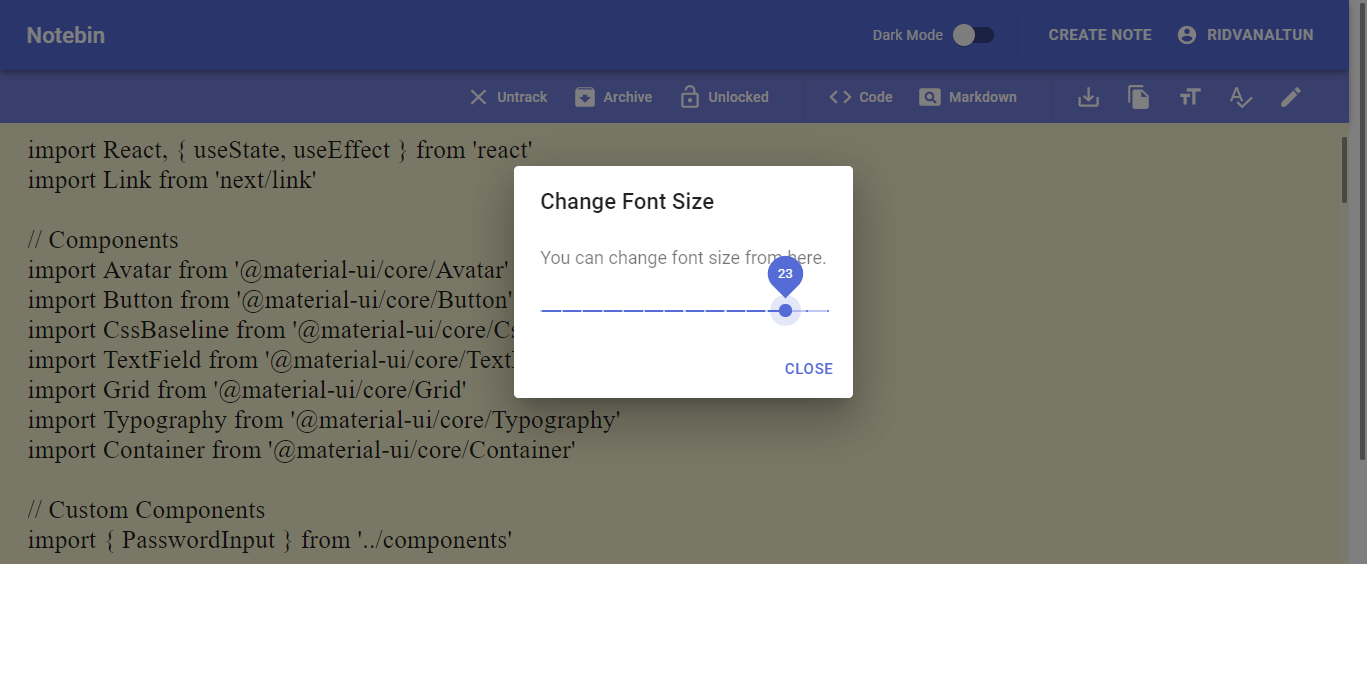 Notebin
Dark Mode
CREATE NOTE
RIDVANALTUN
Untrack
Archive
Unlocked
Code
Markdown
import React, { useState, useEffect } from 'react'
import Link from 'next/link'
// Components
import Avatar from '@material-ui/core/Avatar'
import Button from '@material-ui/core/Button'
import CssBaseline from '@material-ui/core/Cs
import TextField from '@material-ui/core/Text
import Grid from '@material-ui/core/Grid'
import Typography from '@material-ui/core/Typography'
import Container from '@material-ui/core/Container'
// Custom Components
import { PasswordInput } from '../components'
Change Font Size
You can change font size from here.
23
CLOSE